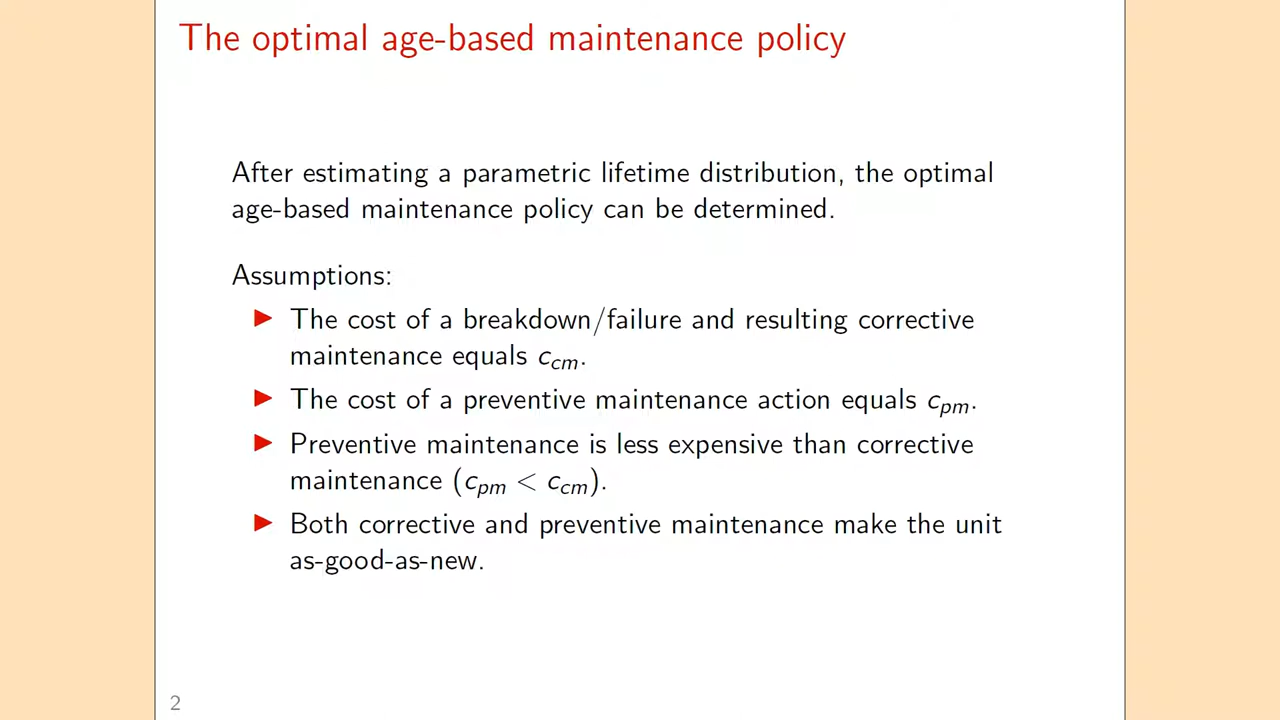 The optimal age-based maintenance policy
After estimating a parametric lifetime distribution, the optimal
age-based maintenance policy can be determined.
Assumptions:
▶ The cost of a breakdown/failure and resulting corrective
maintenance equals c_cm.
▶ The cost of a preventive maintenance action equals c_pm.
▶ Preventive maintenance is less expensive than corrective
maintenance (c_pm < c_cm).
▶ Both corrective and preventive maintenance make the unit
as-good-as-new.
2